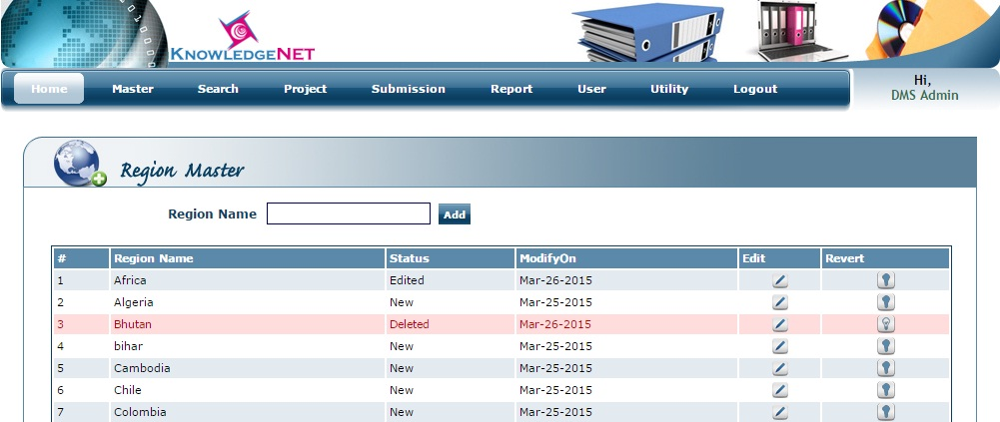 KNOWLEDGENET
Home Master Search Project Submission Report User Utility Logout
Hi,
DMS Admin
Region Master
Region Name Add
# Region Name Status ModifyOn Edit Revert
1 Africa Edited Mar-26-2015
2 Algeria New Mar-25-2015
3 Bhutan Deleted Mar-26-2015
4 bihar New Mar-25-2015
5 Cambodia New Mar-25-2015
6 Chile New Mar-25-2015
7 Colombia New Mar-25-2015